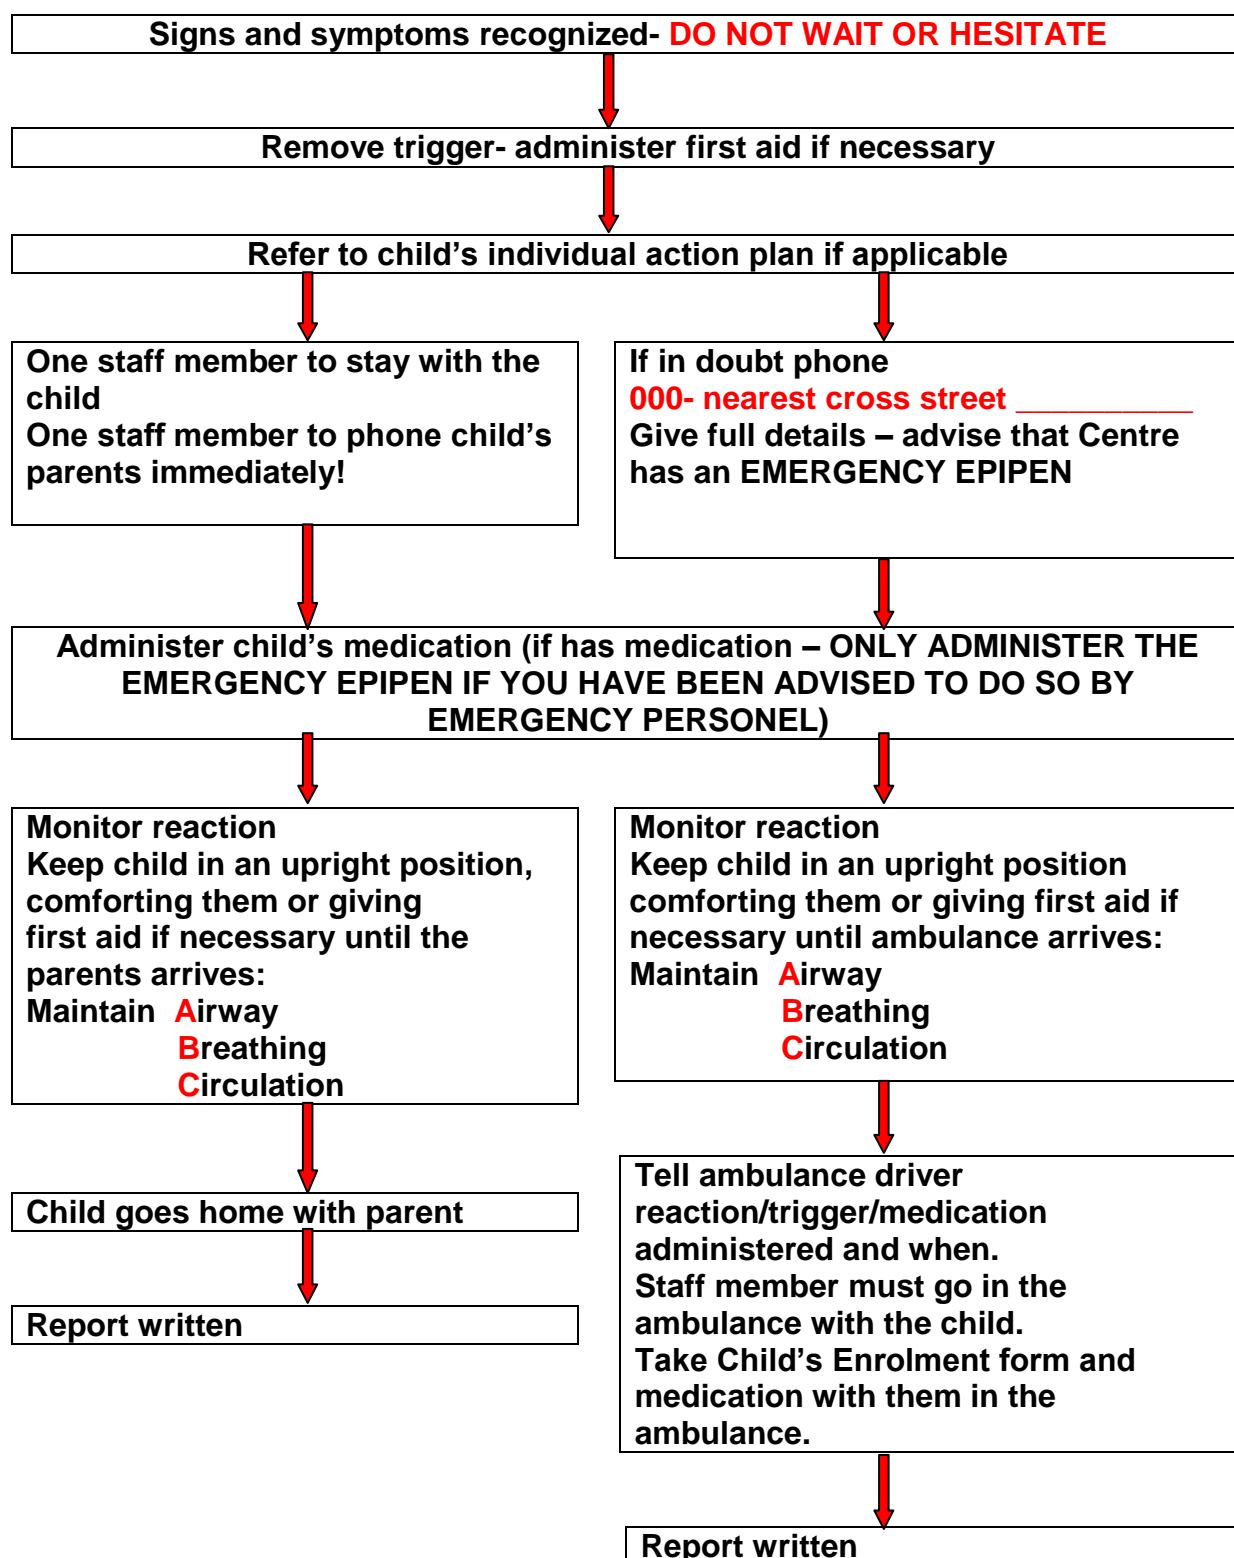 Signs and symptoms recognized- DO NOT WAIT OR HESITATE
Remove trigger- administer first aid if necessary
Refer to child’s individual action plan if applicable
One staff member to stay with the
child
One staff member to phone child’s
parents immediately!
If in doubt phone
000- nearest cross street __________
Give full details – advise that Centre
has an EMERGENCY EPIPEN
Administer child’s medication (if has medication – ONLY ADMINISTER THE
EMERGENCY EPIPEN IF YOU HAVE BEEN ADVISED TO DO SO BY
EMERGENCY PERSONEL)
Monitor reaction
Keep child in an upright position,
comforting them or giving
first aid if necessary until the
parents arrives:
Maintain Airway
Breathing
Circulation
Monitor reaction
Keep child in an upright position
comforting them or giving first aid if
necessary until ambulance arrives:
Maintain Airway
Breathing
Circulation
Child goes home with parent
Report written
Tell ambulance driver
reaction/trigger/medication
administered and when.
Staff member must go in the
ambulance with the child.
Take Child’s Enrolment form and
medication with them in the
ambulance.
Report written